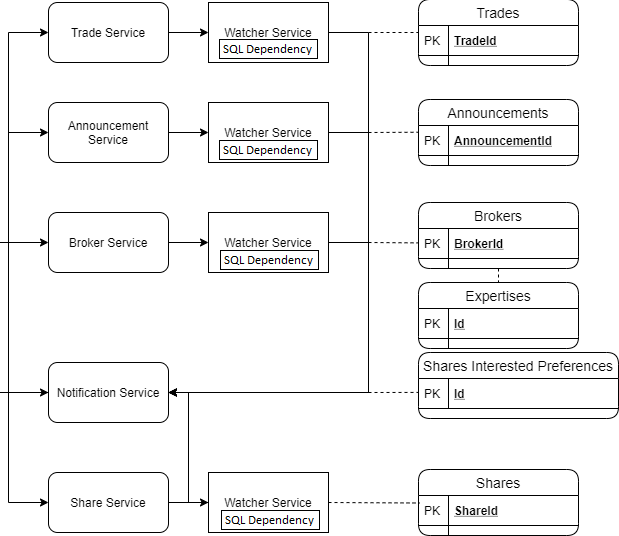 Trade Service
Watcher Service
SQL Dependency
Trades
PK TradeId
Announcement
Service
Watcher Service
SQL Dependency
Announcements
PK AnnouncementId
Broker Service
Watcher Service
SQL Dependency
Brokers
PK BrokerId
Expertises
PK Id
Notification Service
Shares Interested Preferences
PK Id
Share Service
Watcher Service
SQL Dependency
Shares
PK ShareId